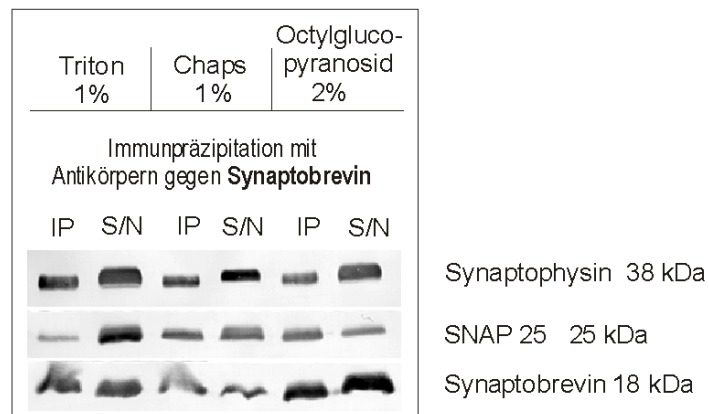 Triton
1%
Chaps
1%
Octylgluco-
pyranosid
2%
Immunpräzipitation mit
Antikörpern gegen Synaptobrevin
IP S/N IP S/N IP S/N
Synaptophysin 38 kDa
SNAP 25 25 kDa
Synaptobrevin 18 kDa